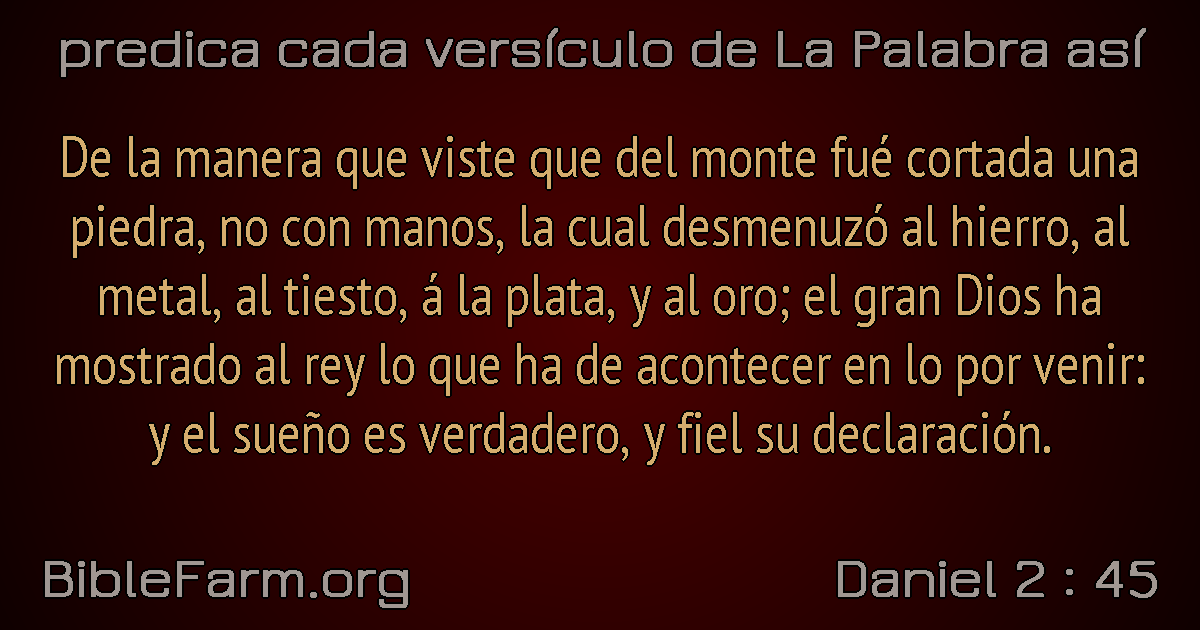 predica cada versículo de La Palabra así
De la manera que viste que del monte fué cortada una
piedra, no con manos, la cual desmenuzó al hierro, al
metal, al tiesto, á la plata, y al oro; el gran Dios ha
mostrado al rey lo que ha de acontecer en lo por venir:
y el sueño es verdadero, y fiel su declaración.
BibleFarm.org
Daniel 2 : 45